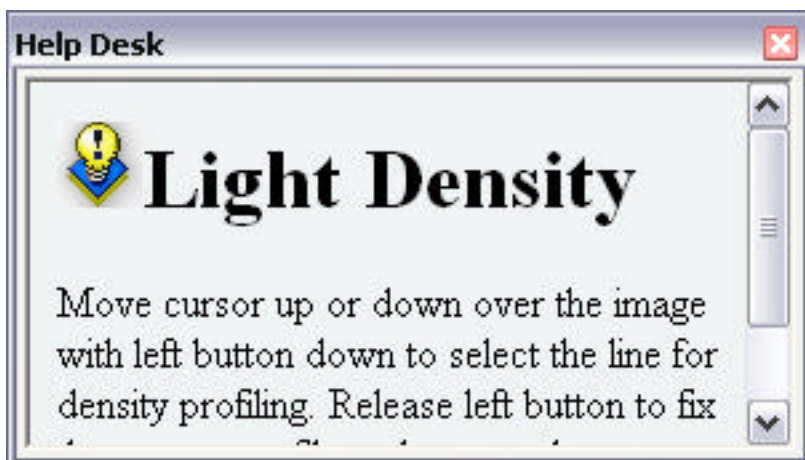 Help Desk
Light Density
Move cursor up or down over the image
with left button down to select the line for
density profiling. Release left button to fix